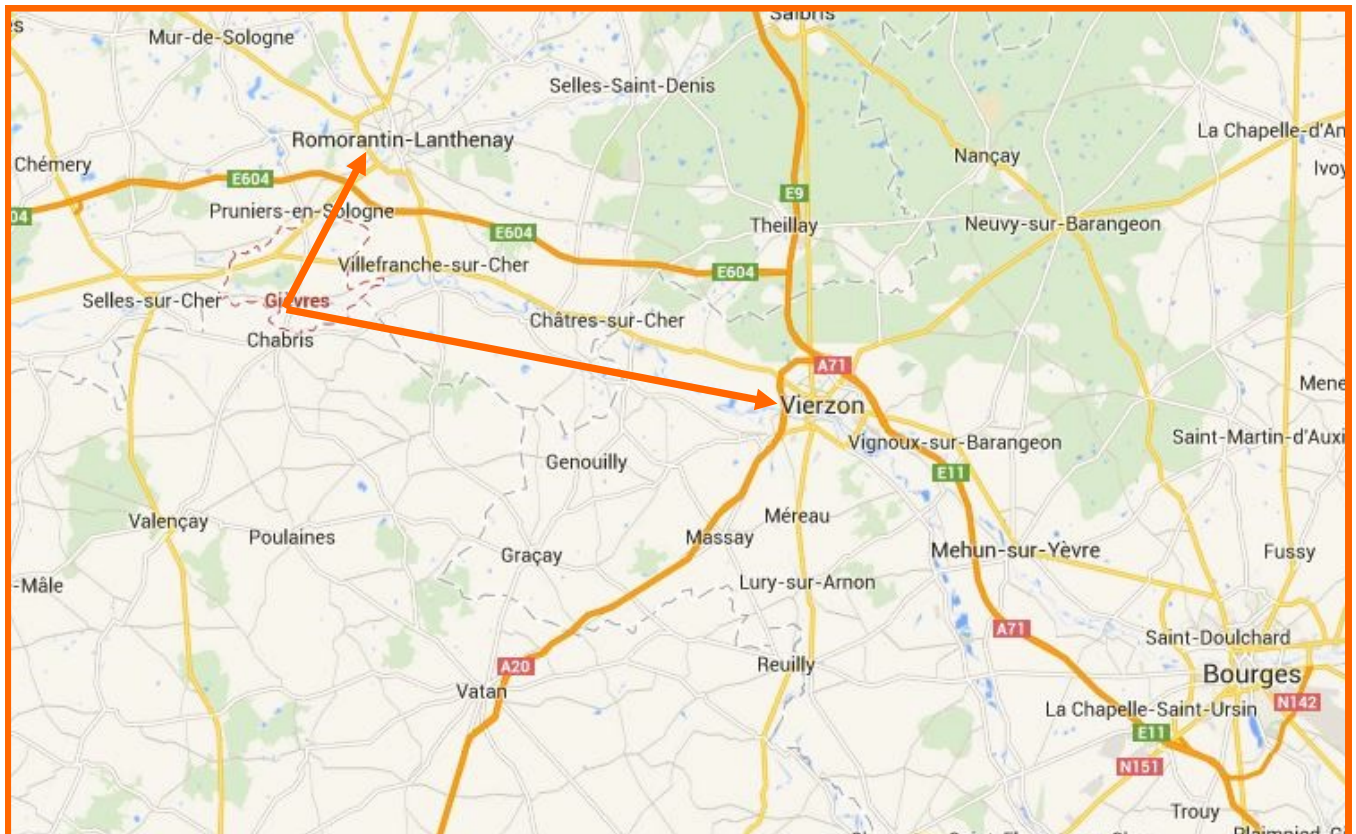 Salbris
Mur-de-Sologne
Selles-Saint-Denis
Romorantin-Lanthenay
La Chapelle-d'An
Nançay
Chémery
Ivoy
E604
E9
Pruniers-en-Sologne
04
Theillay
Neuvy-sur-Barangeon
E604
Villefranche-sur-Cher
E604
Selles-sur-Cher
Gièvres
Châtres-sur-Cher
Chabris
A71
Mene
Vierzon
Vignoux-sur-Barangeon
Saint-Martin-d'Auxi
Genouilly
E11
Valençay
Méreau
Poulaines
Massay
Graçay
Mehun-sur-Yèvre
Fussy
-Mâle
Lury-sur-Arnon
A71
Saint-Doulchard
A20
Reuilly
Bourges
Vatan
N142
La Chapelle-Saint-Ursin
E11
N151
Trouy